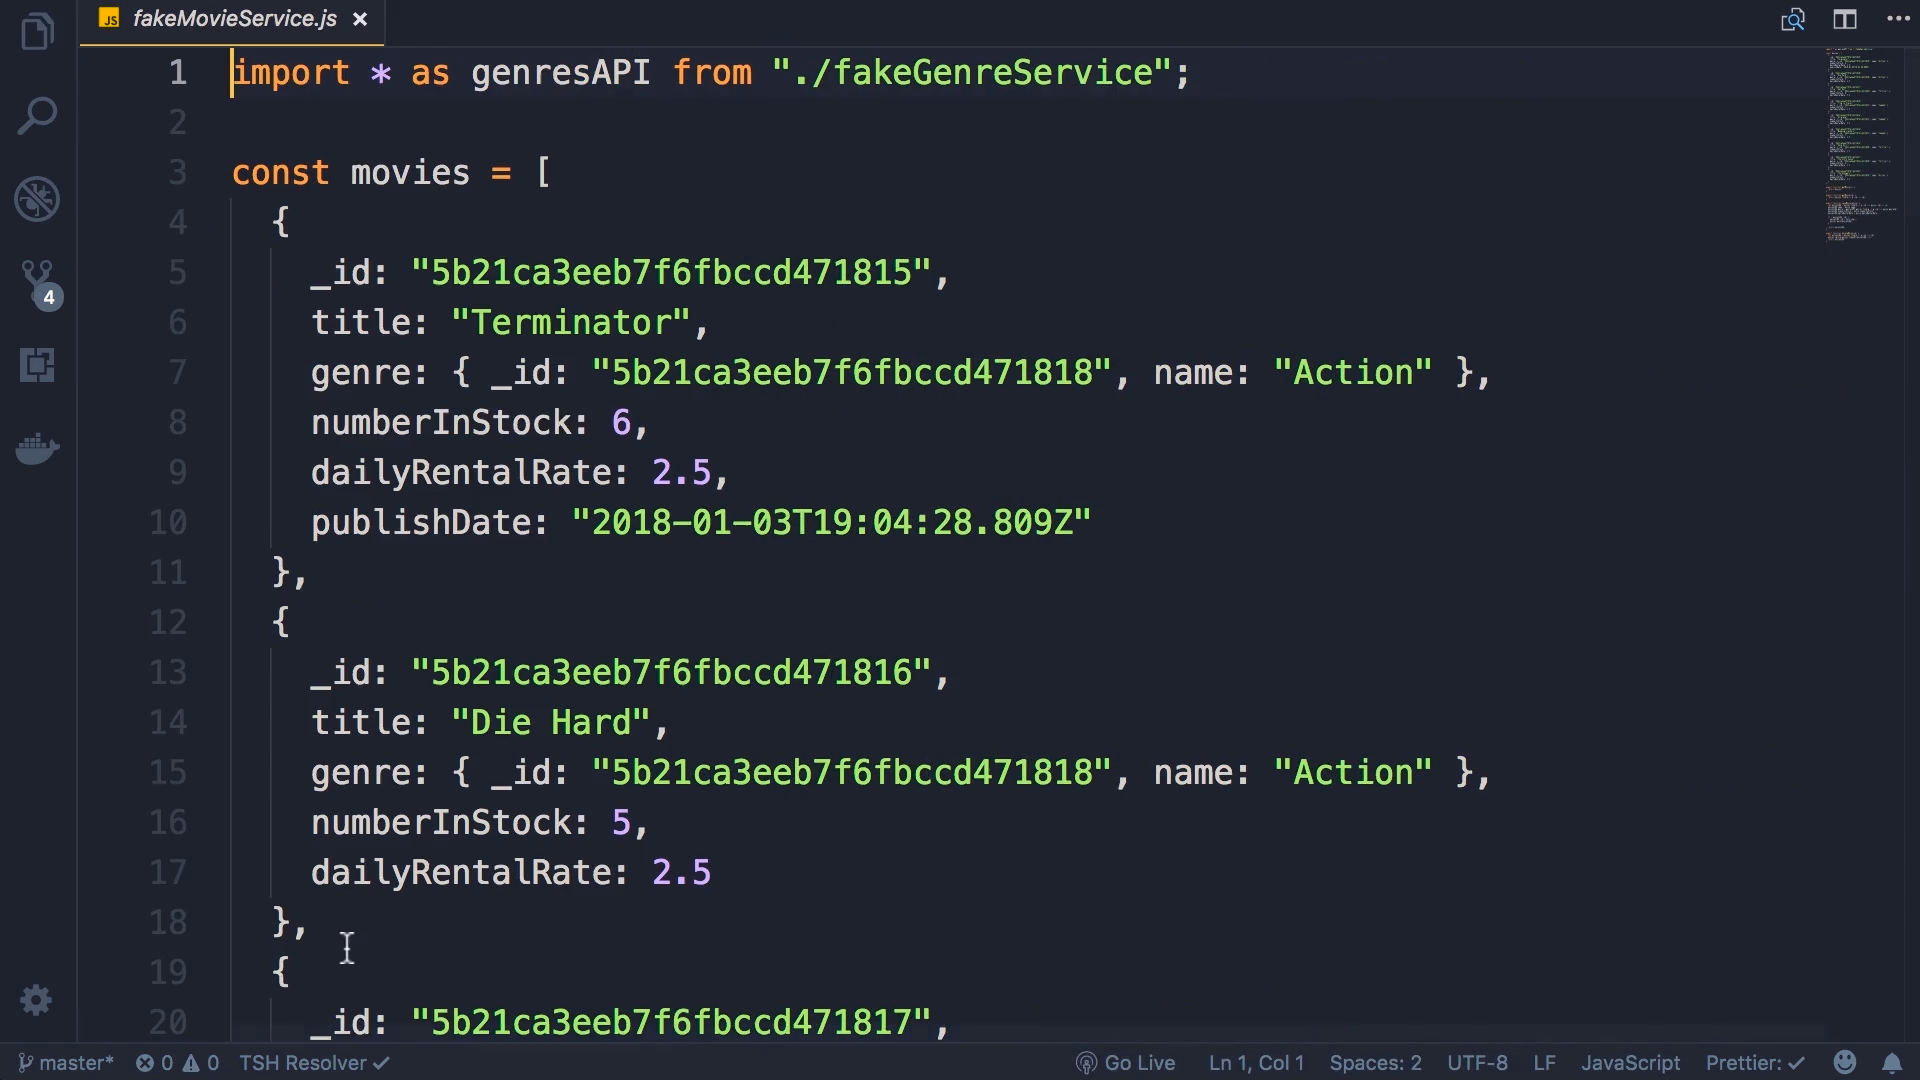 JS fakeMovieService.js
1 import * as genresAPI from "./fakeGenreService";
2
3 const movies = [
4 {
5 _id: "5b21ca3eeb7f6fbccd471815",
6 title: "Terminator",
7 genre: { _id: "5b21ca3eeb7f6fbccd471818", name: "Action" },
8 numberInStock: 6,
9 dailyRentalRate: 2.5,
10 publishDate: "2018-01-03T19:04:28.809Z"
11 },
12 {
13 _id: "5b21ca3eeb7f6fbccd471816",
14 title: "Die Hard",
15 genre: { _id: "5b21ca3eeb7f6fbccd471818", name: "Action" },
16 numberInStock: 5,
17 dailyRentalRate: 2.5
18 },
19 {
20 _id: "5b21ca3eeb7f6fbccd471817",
4
master* 0 0 TSH Resolver ✓ Go Live Ln 1, Col 1 Spaces: 2 UTF-8 LF JavaScript Prettier: ✓